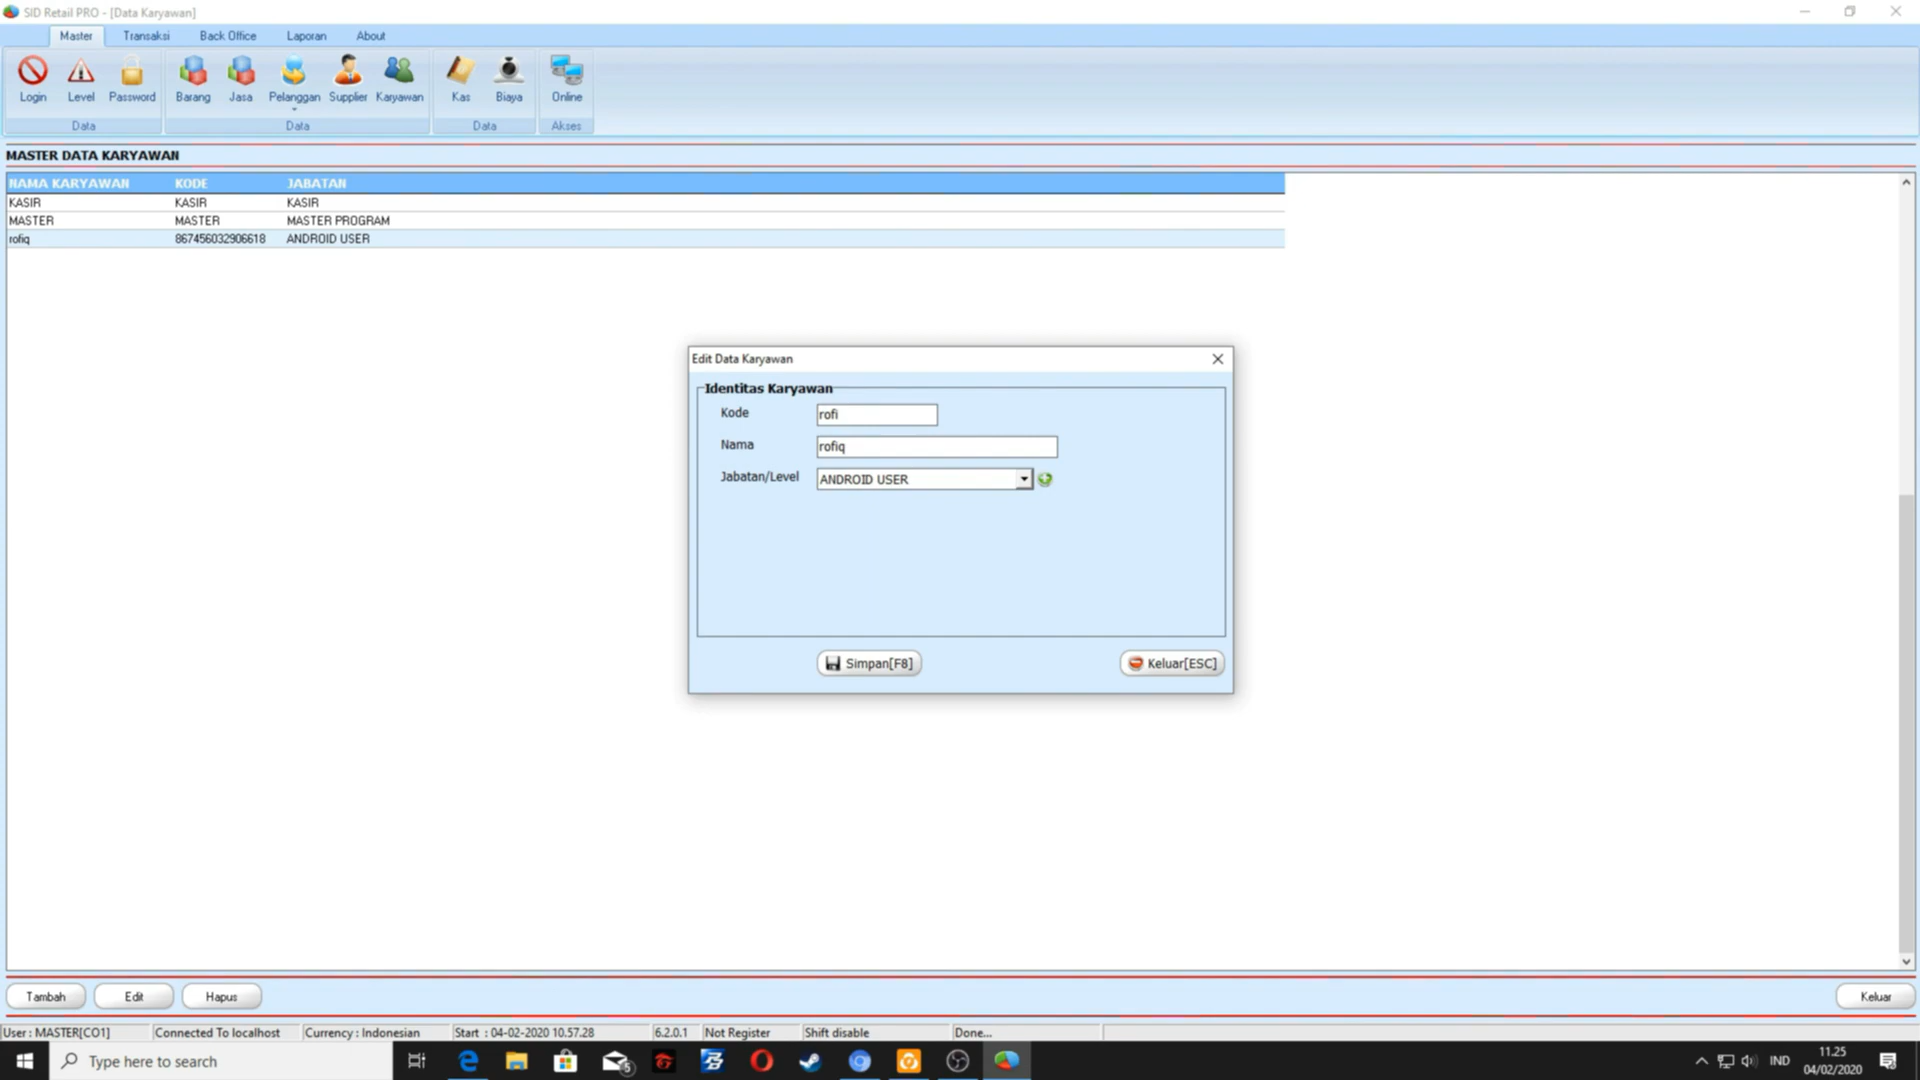 SID Retail PRO - [Data Karyawan]
Master Transaksi Back Office Laporan About
Login Level Password Barang Jasa Pelanggan Supplier Karyawan Kas Biaya Online
Data Data Data Akses
MASTER DATA KARYAWAN
NAMA KARYAWAN KODE JABATAN
KASIR KASIR KASIR
MASTER MASTER MASTER PROGRAM
rofiq 867456032906618 ANDROID USER
Edit Data Karyawan
Identitas Karyawan
Kode rofi
Nama rofiq
Jabatan/Level ANDROID USER
Simpan[F8] Keluar[ESC]
Tambah Edit Hapus Keluar
User : MASTER[CO1] Connected To localhost Currency : Indonesian Start : 04-02-2020 10.57.28 6.2.0.1 Not Register Shift disable Done...
Type here to search 5 IND 11.25
04/02/2020